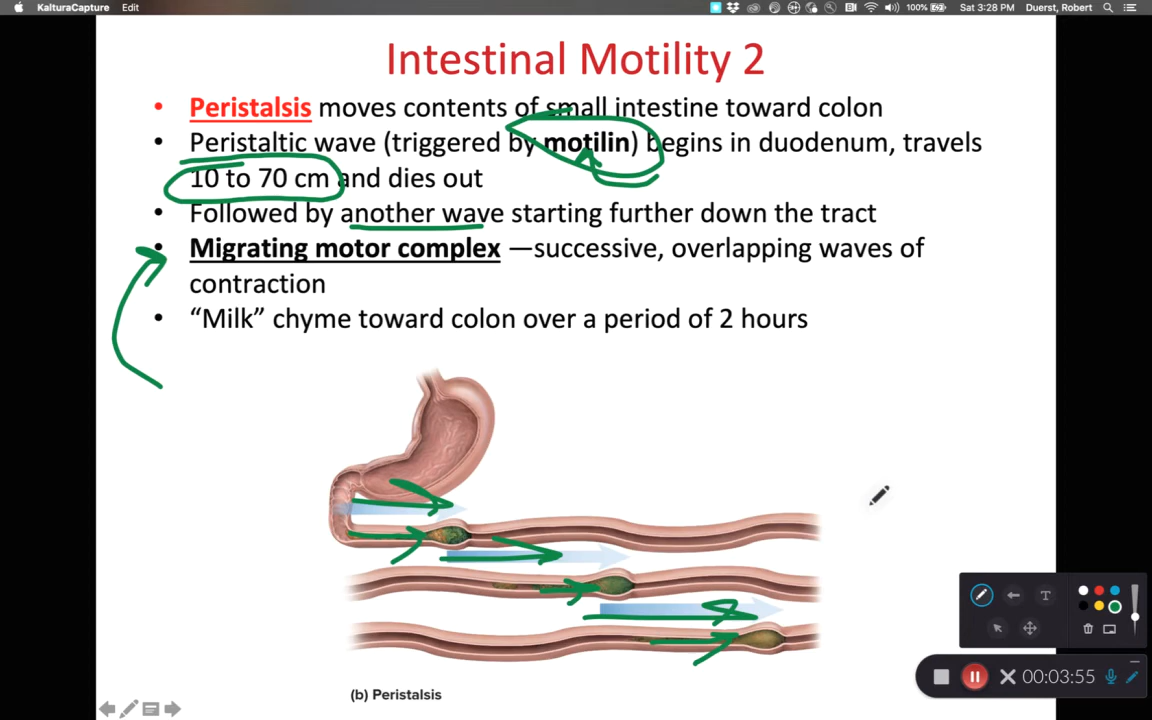 KalturaCapture Edit 100% Sat 3:28 PM Duerst, Robert
Intestinal Motility 2
• Peristalsis moves contents of small intestine toward colon
• Peristaltic wave (triggered by motilin) begins in duodenum, travels
10 to 70 cm and dies out
• Followed by another wave starting further down the tract
• Migrating motor complex —successive, overlapping waves of
contraction
• “Milk” chyme toward colon over a period of 2 hours
(b) Peristalsis
T
00:03:55